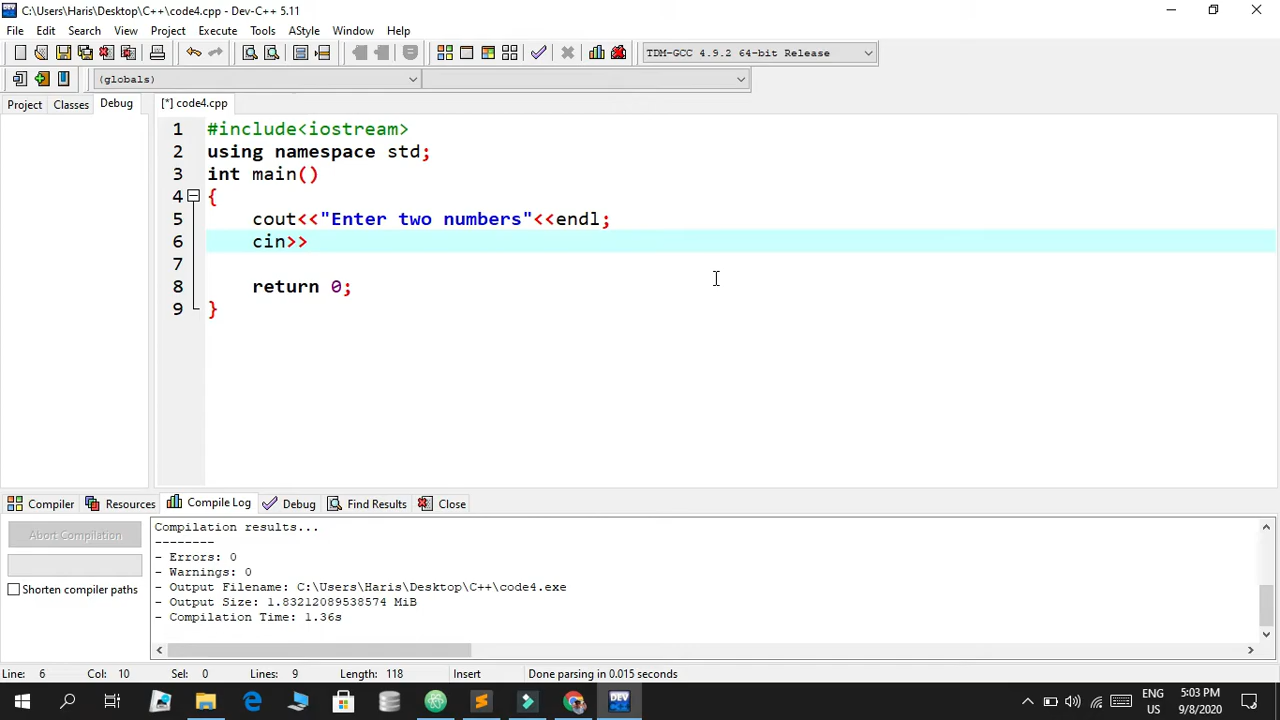 C:\Users\Haris\Desktop\C++\code4.cpp - Dev-C++ 5.11
File Edit Search View Project Execute Tools AStyle Window Help
TDM-GCC 4.9.2 64-bit Release
(globals)
Project Classes Debug [*] code4.cpp
1 #include<iostream>
2 using namespace std;
3 int main()
4 {
5 cout<<"Enter two numbers"<<endl;
6 cin>>
7
8 return 0;
9 }
Compiler Resources Compile Log Debug Find Results Close
Abort Compilation
Shorten compiler paths
Compilation results...
--------
- Errors: 0
- Warnings: 0
- Output Filename: C:\Users\Haris\Desktop\C++\code4.exe
- Output Size: 1.83212089538574 MiB
- Compilation Time: 1.36s
Line: 6 Col: 10 Sel: 0 Lines: 9 Length: 118 Insert Done parsing in 0.015 seconds
DEV
ENG
US
5:03 PM
9/8/2020